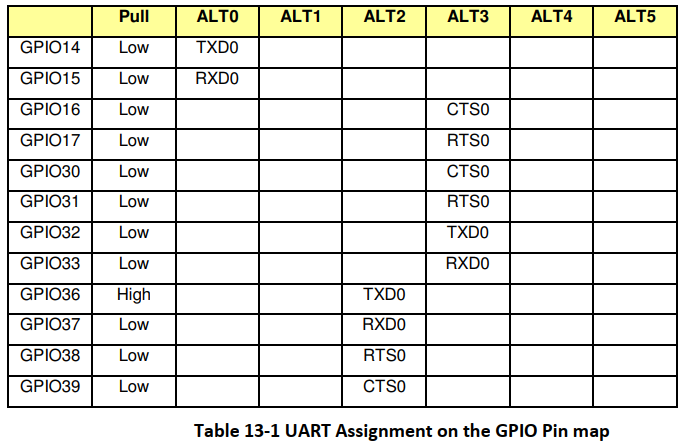 Pull ALT0 ALT1 ALT2 ALT3 ALT4 ALT5
GPIO14 Low TXD0
GPIO15 Low RXD0
GPIO16 Low CTS0
GPIO17 Low RTS0
GPIO30 Low CTS0
GPIO31 Low RTS0
GPIO32 Low TXD0
GPIO33 Low RXD0
GPIO36 High TXD0
GPIO37 Low RXD0
GPIO38 Low RTS0
GPIO39 Low CTS0
Table 13-1 UART Assignment on the GPIO Pin map